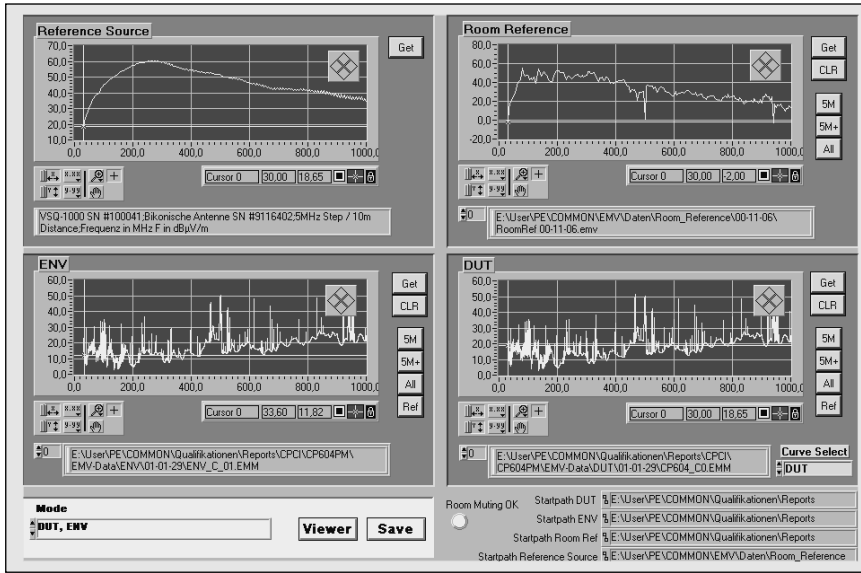 Reference Source
70,0
60,0
50,0
40,0
30,0
20,0
10,0
0,0 200,0 400,0 600,0 800,0 1000,0
Get
Cursor 0 30,00 18,65
VSQ-1000 SN #100041;Bikonische Antenne SN #9116402;5MHz Step / 10m
Distance;Frequenz in MHz F in dBµV/m
Room Reference
80,0
60,0
40,0
20,0
0,0
-20,0
0,0 200,0 400,0 600,0 800,0 1000,0
Get
CLR
5M
5M+
All
Cursor 0 30,00 -2,00
0
E:\User\PE\COMMON\EMV\Daten\Room_Reference\00-11-06\
RoomRef 00-11-06.emv
ENV
60,0
50,0
40,0
30,0
20,0
10,0
0,0
0,0 200,0 400,0 600,0 800,0 1000,0
Get
CLR
5M
5M+
All
Ref
Cursor 0 33,60 11,82
0
E:\User\PE\COMMON\Qualifikationen\Reports\CPCI\CP604PM\
EMV-Data\ENV\01-01-29\ENV_C_01.EMM
DUT
60,0
50,0
40,0
30,0
20,0
10,0
0,0
0,0 200,0 400,0 600,0 800,0 1000,0
Get
CLR
5M
5M+
All
Ref
Cursor 0 30,00 18,65
0
E:\User\PE\COMMON\Qualifikationen\Reports\CPCI\
CP604PM\EMV-Data\DUT\01-01-29\CP604_C0.EMM
Curve Select
DUT
Mode
DUT, ENV
Viewer Save
Room Muting OK
Startpath DUT E:\User\PE\COMMON\Qualifikationen\Reports
Startpath ENV E:\User\PE\COMMON\Qualifikationen\Reports
Startpath Room Ref E:\User\PE\COMMON\Qualifikationen\Reports
Startpath Reference Source E:\User\PE\COMMON\EMV\Daten\Room_Reference